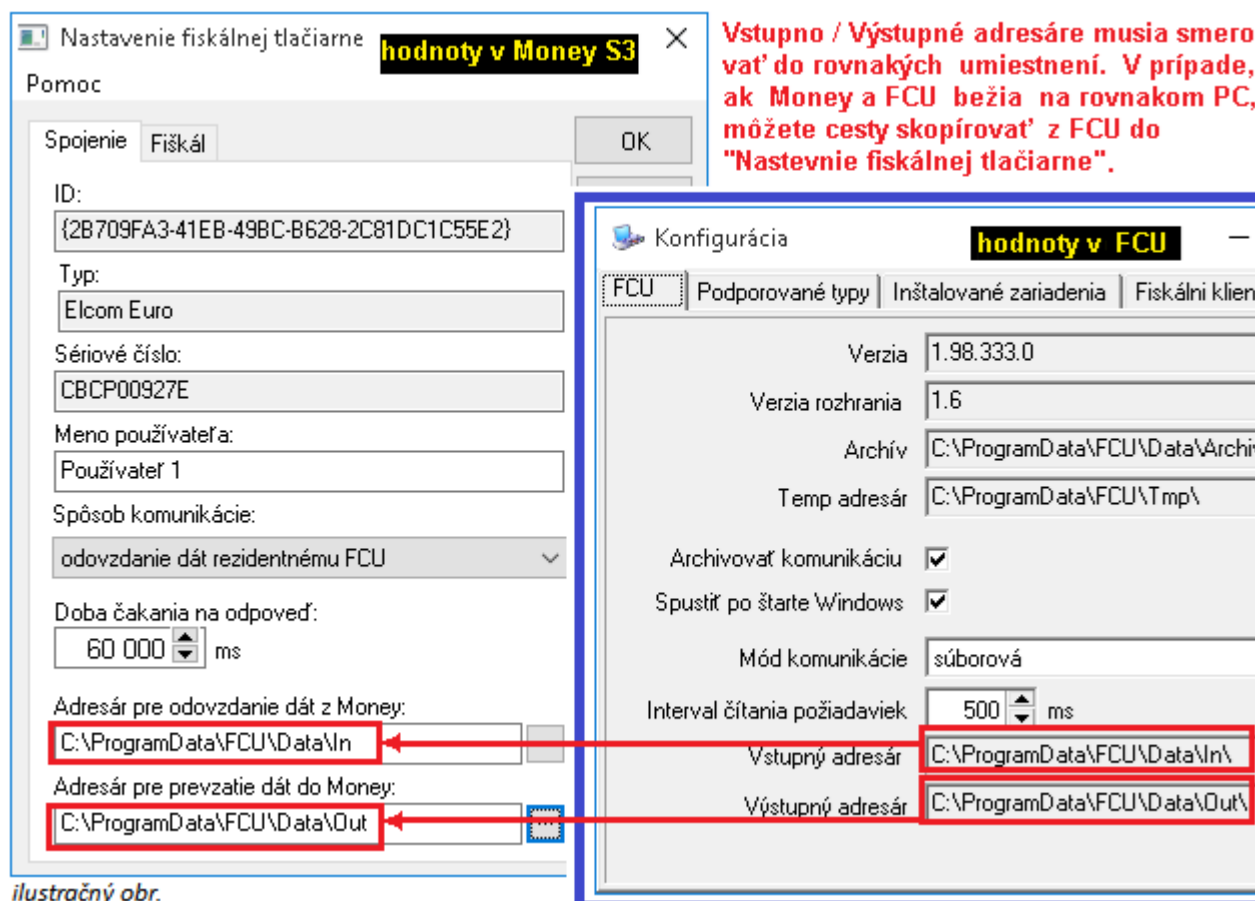 Nastavenie fiskálnej tlačiarne
hodnoty v Money S3
Pomoc
Spojenie
Fiškál
OK
ID:
{2B709FA3-41EB-49BC-B628-2C81DC1C55E2}
Typ:
Elcom Euro
Sériové číslo:
CBCP00927E
Meno používateľa:
Používateľ 1
Spôsob komunikácie:
odovzdanie dát rezidentnému FCU
Doba čakania na odpoveď:
60 000 ms
Adresár pre odovzdanie dát z Money:
C:\ProgramData\FCU\Data\In
Adresár pre prevzatie dát do Money:
C:\ProgramData\FCU\Data\Out
...
ilustračný obr.
Vstupno / Výstupné adresáre musia smero
vať do rovnakých umiestnení. V prípade,
ak Money a FCU bežia na rovnakom PC,
môžete cesty skopírovať z FCU do
"Nastevnie fiskálnej tlačiarne".
Konfigurácia
hodnoty v FCU
FCU
Podporované typy
Inštalované zariadenia
Fiskálni klien
Verzia 1.98.333.0
Verzia rozhrania 1.6
Archív C:\ProgramData\FCU\Data\Archiv
Temp adresár C:\ProgramData\FCU\Tmp\
Archivovať komunikáciu
Spustiť po štarte Windows
Mód komunikácie súborová
Interval čítania požiadaviek 500 ms
Vstupný adresár C:\ProgramData\FCU\Data\In\
Výstupný adresár C:\ProgramData\FCU\Data\Out\